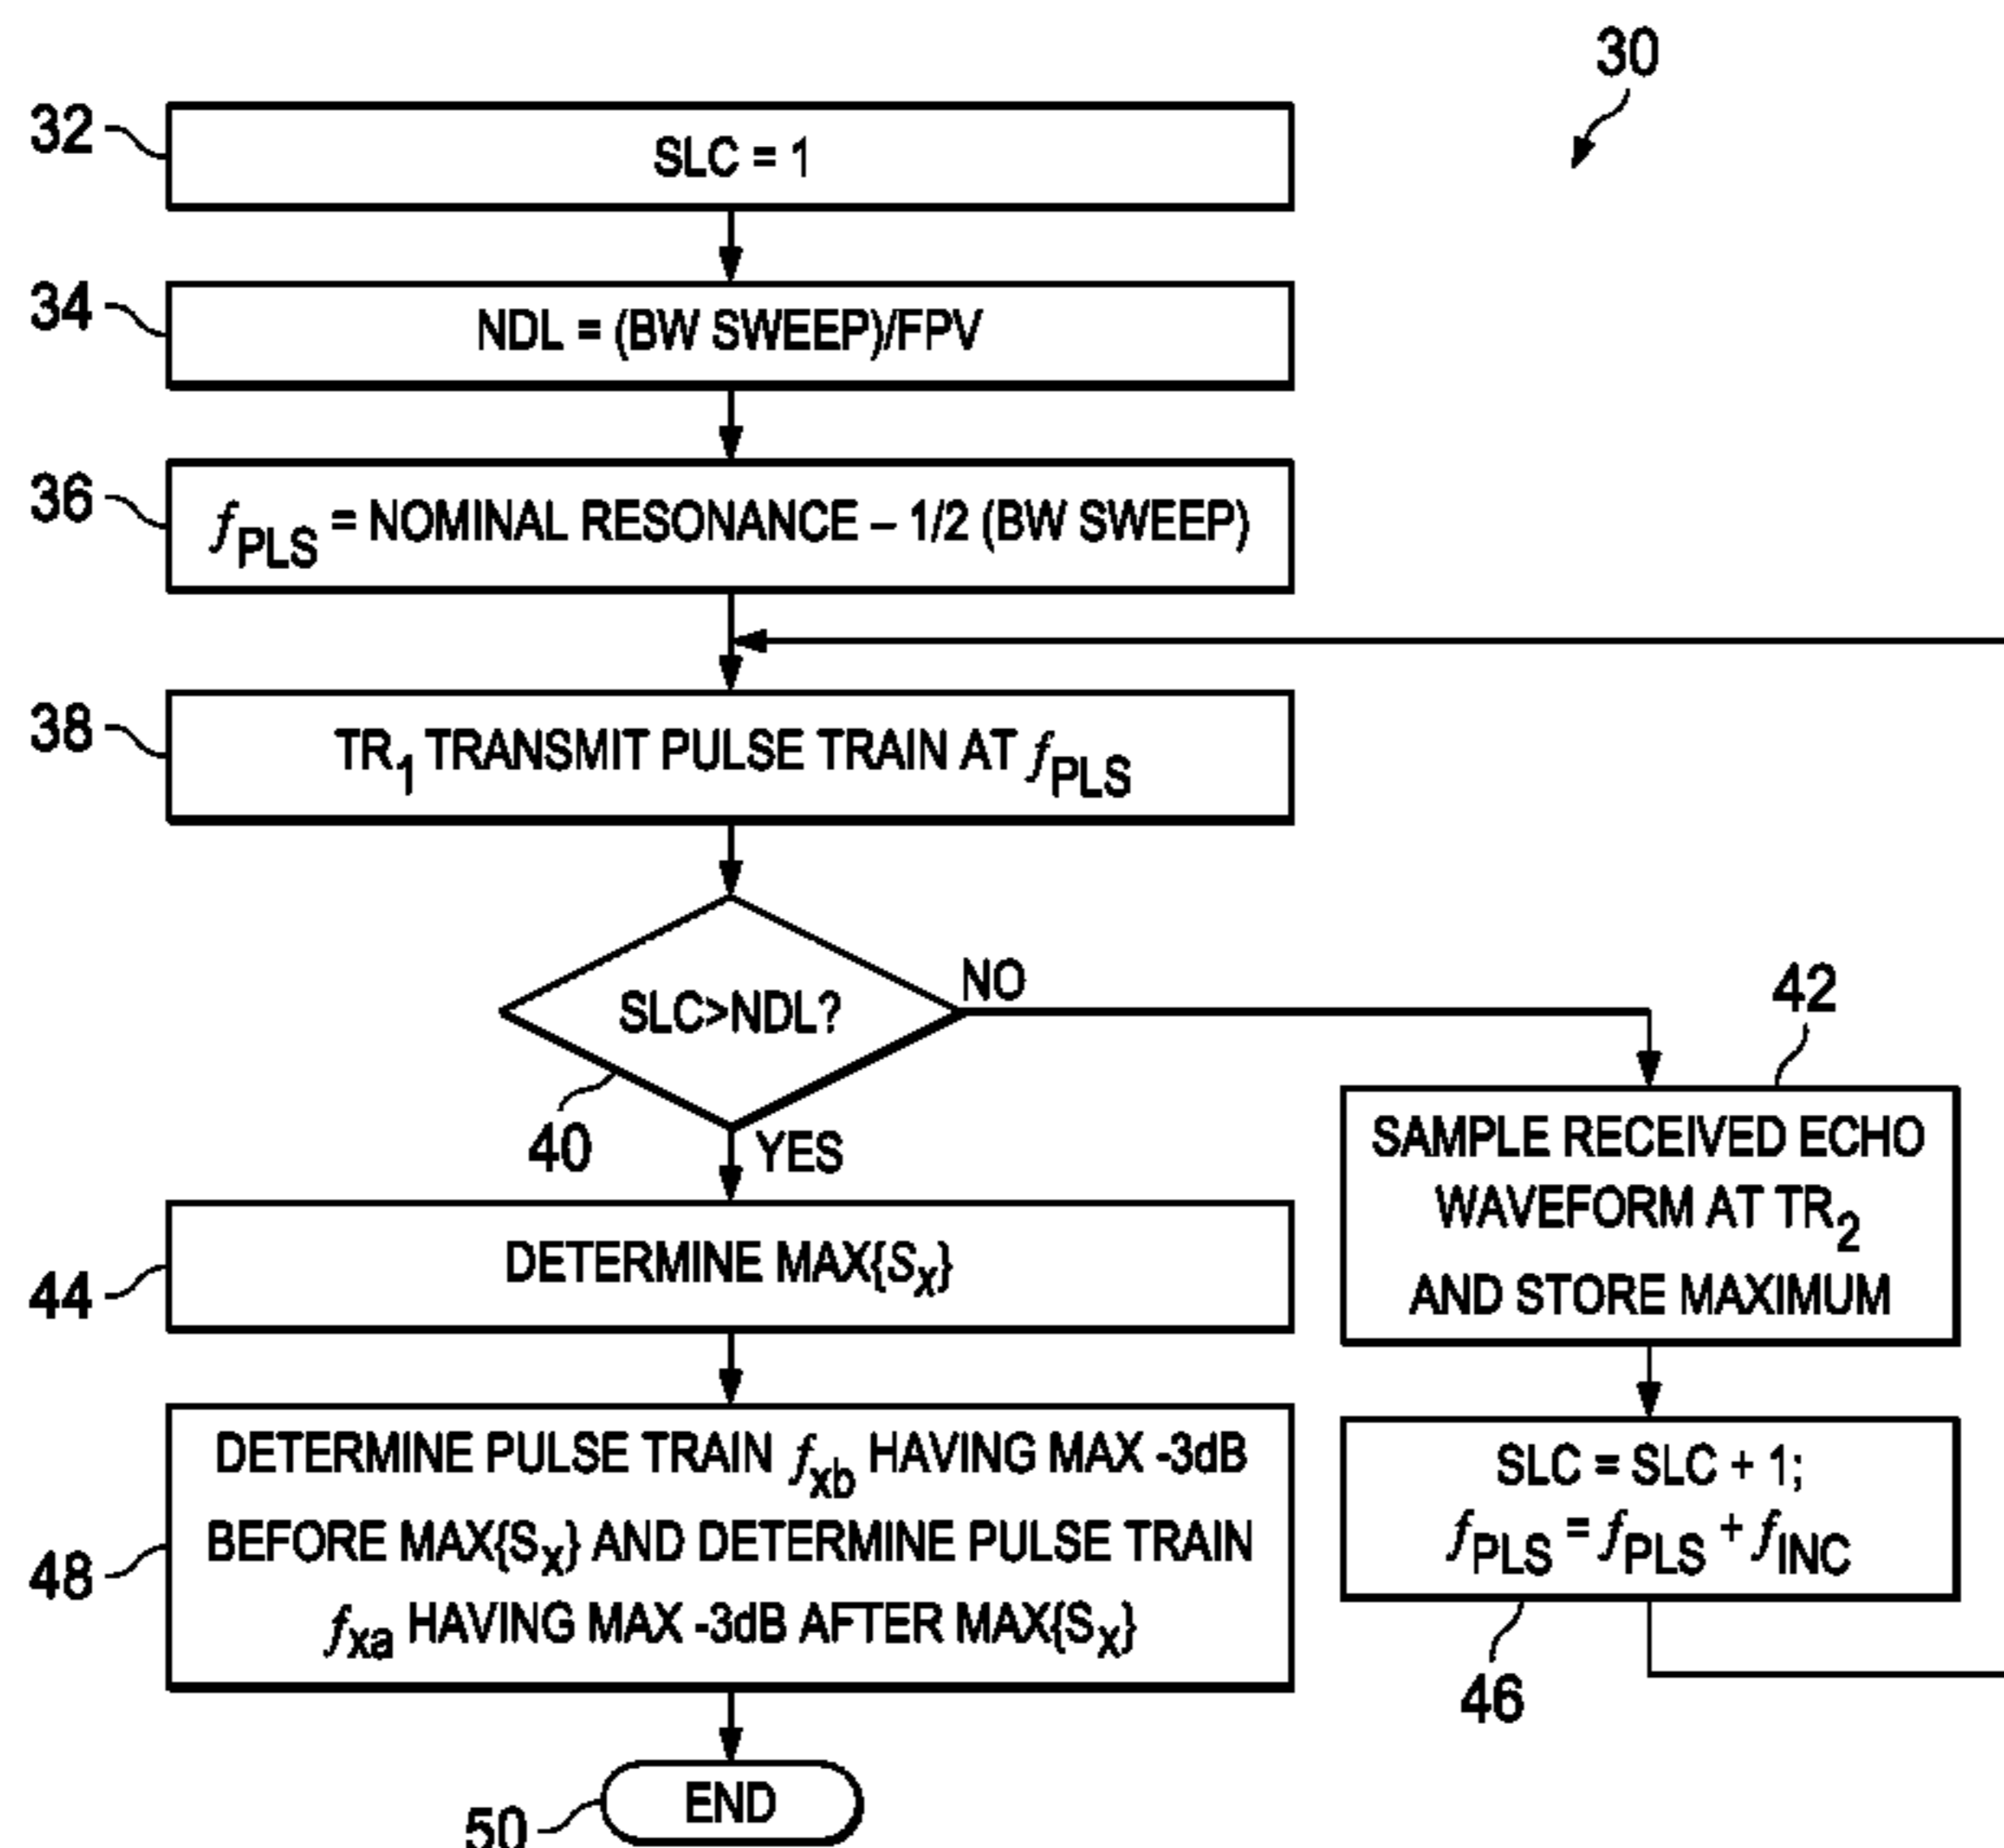 30
32
SLC = 1
34
NDL = (BW SWEEP)/FPV
36
fPLS = NOMINAL RESONANCE – 1/2 (BW SWEEP)
38
TR1 TRANSMIT PULSE TRAIN AT fPLS
SLC>NDL?
NO
40
YES
42
SAMPLE RECEIVED ECHO
WAVEFORM AT TR2
AND STORE MAXIMUM
44
DETERMINE MAX{Sx}
SLC = SLC + 1;
fPLS = fPLS + fINC
46
48
DETERMINE PULSE TRAIN fxb HAVING MAX -3dB
BEFORE MAX{Sx} AND DETERMINE PULSE TRAIN
fxa HAVING MAX -3dB AFTER MAX{Sx}
50
END